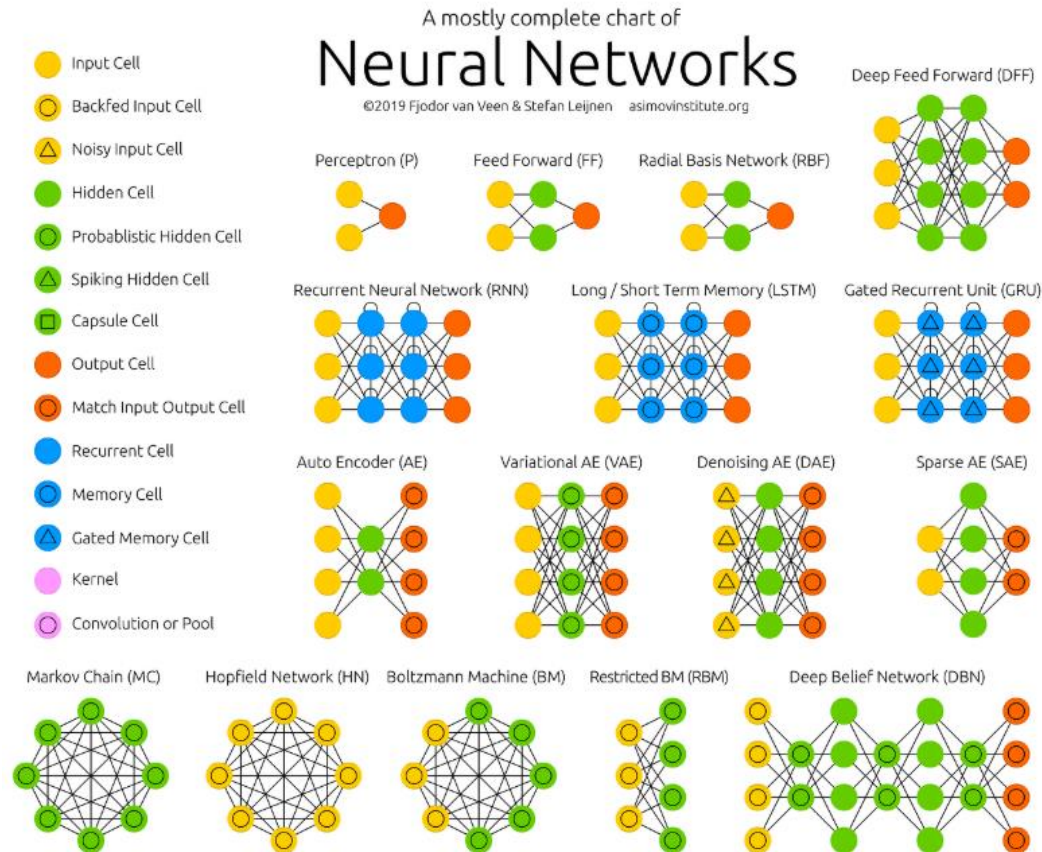 A mostly complete chart of
Neural Networks
©2019 Fjodor van Veen & Stefan Leijnen asimovinstitute.org
Input Cell
Backfed Input Cell
Noisy Input Cell
Hidden Cell
Probablistic Hidden Cell
Spiking Hidden Cell
Capsule Cell
Output Cell
Match Input Output Cell
Recurrent Cell
Memory Cell
Gated Memory Cell
Kernel
Convolution or Pool
Deep Feed Forward (DFF)
Perceptron (P)
Feed Forward (FF)
Radial Basis Network (RBF)
Recurrent Neural Network (RNN)
Long / Short Term Memory (LSTM)
Gated Recurrent Unit (GRU)
Auto Encoder (AE)
Variational AE (VAE)
Denoising AE (DAE)
Sparse AE (SAE)
Markov Chain (MC)
Hopfield Network (HN)
Boltzmann Machine (BM)
Restricted BM (RBM)
Deep Belief Network (DBN)